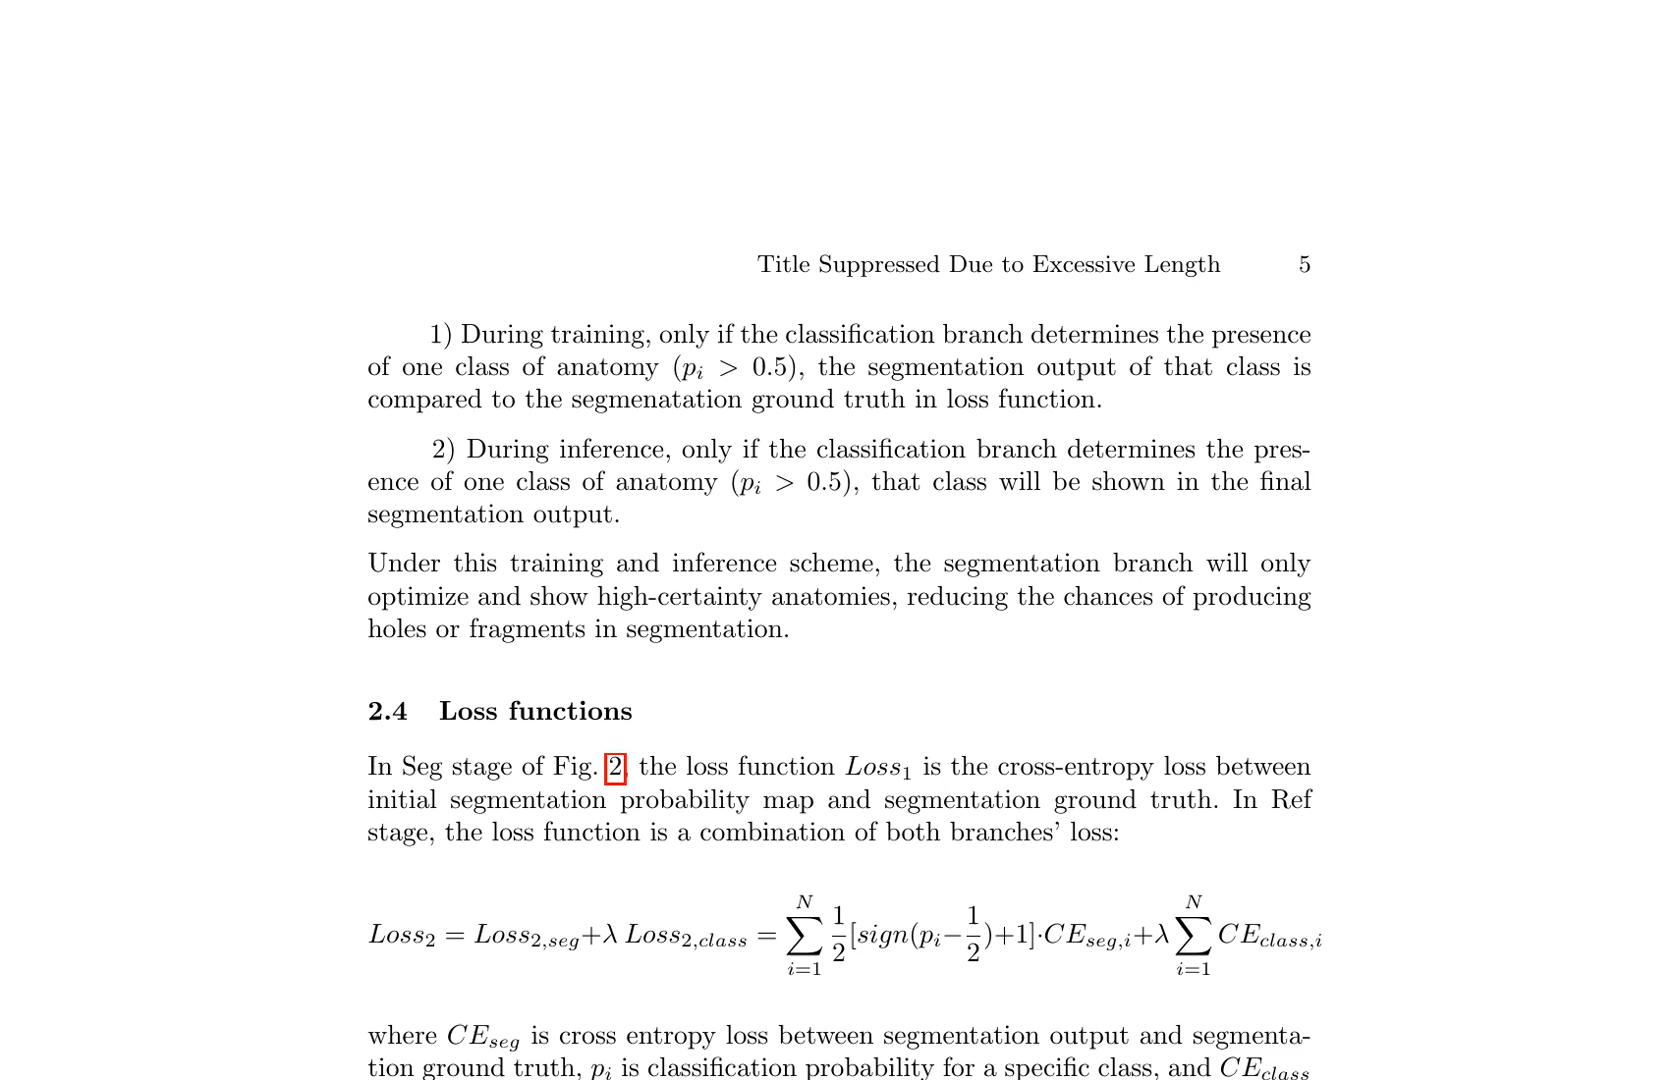 Title Suppressed Due to Excessive Length 5
1) During training, only if the classification branch determines the presence
of one class of anatomy (p_i > 0.5), the segmentation output of that class is
compared to the segmenatation ground truth in loss function.
2) During inference, only if the classification branch determines the pres-
ence of one class of anatomy (p_i > 0.5), that class will be shown in the final
segmentation output.
Under this training and inference scheme, the segmentation branch will only
optimize and show high-certainty anatomies, reducing the chances of producing
holes or fragments in segmentation.
2.4 Loss functions
In Seg stage of Fig. 2, the loss function Loss_1 is the cross-entropy loss between
initial segmentation probability map and segmentation ground truth. In Ref
stage, the loss function is a combination of both branches' loss:
Loss_2 = Loss_{2,seg}+λ Loss_{2,class} = \sum_{i=1}^{N} \frac{1}{2}[sign(p_i−\frac{1}{2})+1]·CE_{seg,i}+λ\sum_{i=1}^{N} CE_{class,i}
where CE_{seg} is cross entropy loss between segmentation output and segmenta-
tion ground truth, p_i is classification probability for a specific class, and CE_{class}